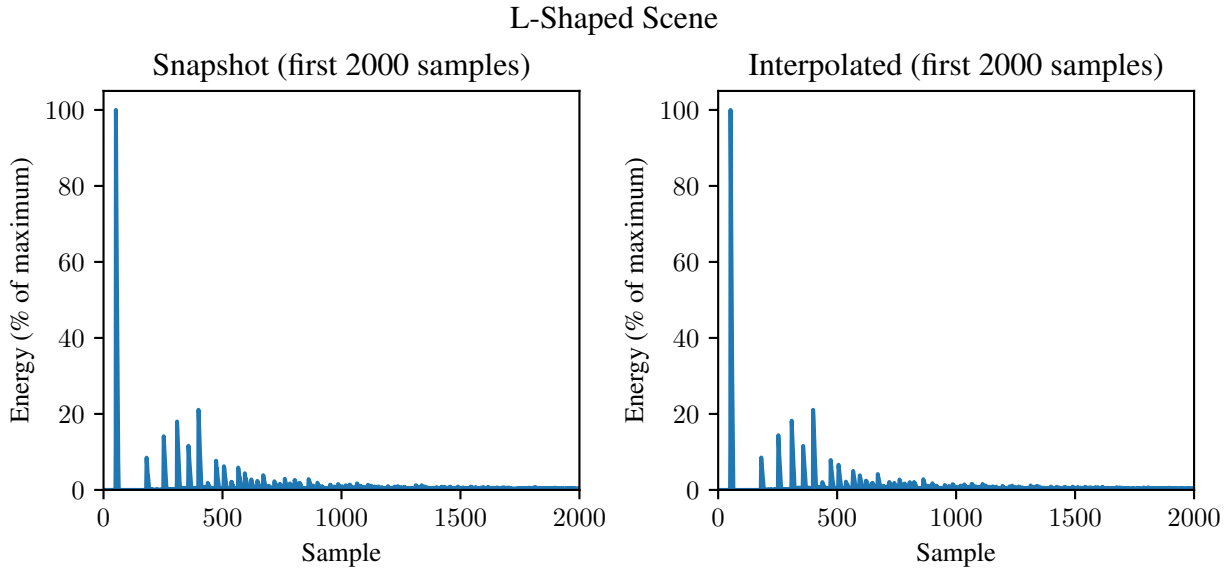 L-Shaped Scene
Snapshot (first 2000 samples)
Energy (% of maximum)
100
80
60
40
20
0
0 500 1000 1500 2000
Sample
Interpolated (first 2000 samples)
Energy (% of maximum)
100
80
60
40
20
0
0 500 1000 1500 2000
Sample